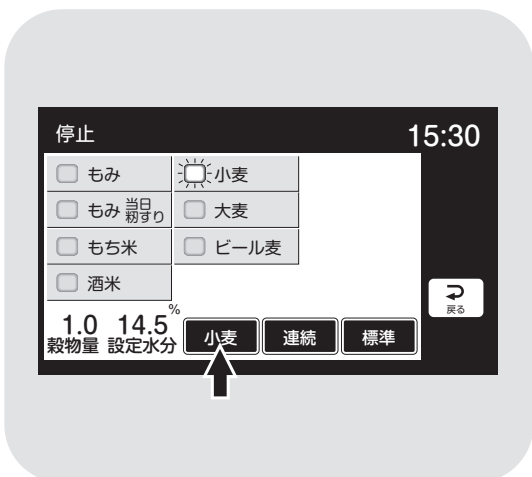 停止 15:30
もみ 小麦
もみ 当日籾すり 大麦
もち米 ビール麦
酒米
戻る
1.0 14.5%
穀物量 設定水分
小麦 連続 標準